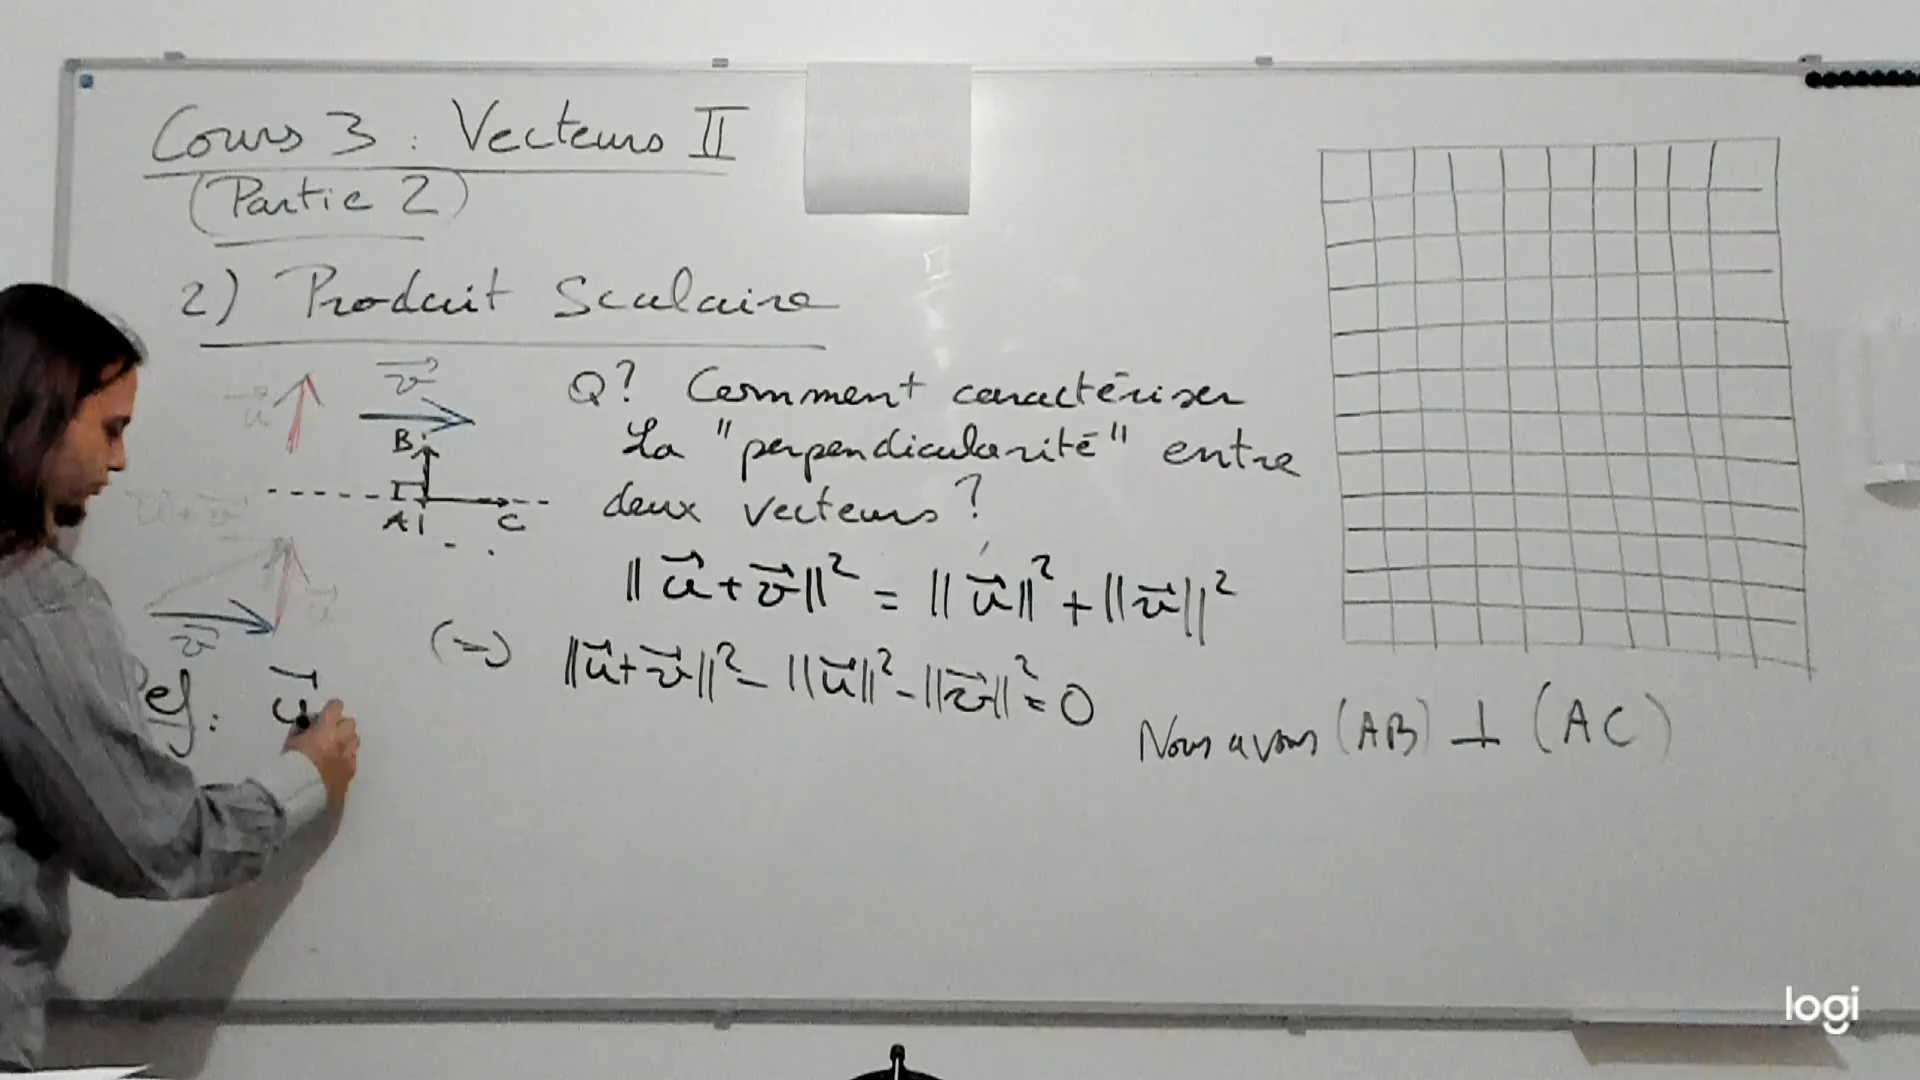 Cours 3 : Vecteurs II
(Partie 2)
2) Produit Scalaire
u⃗
v⃗
B
A
C
Q? Comment caractériser
la "perpendicularité" entre
deux vecteurs ?
u⃗ + v⃗
u⃗
v⃗
‖u⃗+v⃗‖² = ‖u⃗‖² + ‖v⃗‖²
(=)
‖u⃗+v⃗‖² - ‖u⃗‖² - ‖v⃗‖² = 0
Nous avons (AB) ⊥ (AC)
Def : u⃗
logi